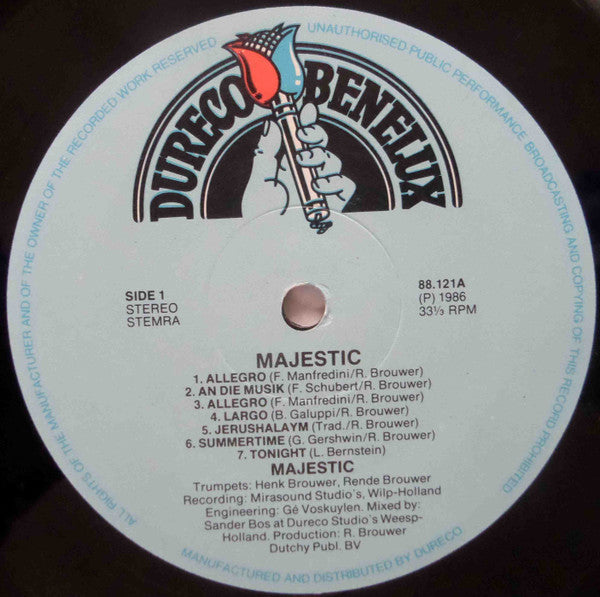 DURECO BENELUX
SIDE 1
STEREO
STEMRA
88.121A
(P) 1986
33⅓ RPM
MAJESTIC
1. ALLEGRO (F. Manfredini/R. Brouwer)
2. AN DIE MUSIK (F. Schubert/R. Brouwer)
3. ALLEGRO (F. Manfredini/R. Brouwer)
4. LARGO (B. Galuppi/R. Brouwer)
5. JERUSHALAYM (Trad./R. Brouwer)
6. SUMMERTIME (G. Gershwin/R. Brouwer)
7. TONIGHT (L. Bernstein)
MAJESTIC
Trumpets: Henk Brouwer, Rende Brouwer
Recording: Mirasound Studio's, Wilp-Holland
Engineering: Gé Voskuylen. Mixed by:
Sander Bos at Dureco Studio's Weesp-
Holland. Production: R. Brouwer
Dutchy Publ. BV
ALL RIGHTS OF THE MANUFACTURER AND OF THE OWNER OF THE RECORDED WORK RESERVED
UNAUTHORISED PUBLIC PERFORMANCE BROADCASTING AND COPYING OF THIS RECORD PROHIBITED
MANUFACTURED AND DISTRIBUTED BY DURECO